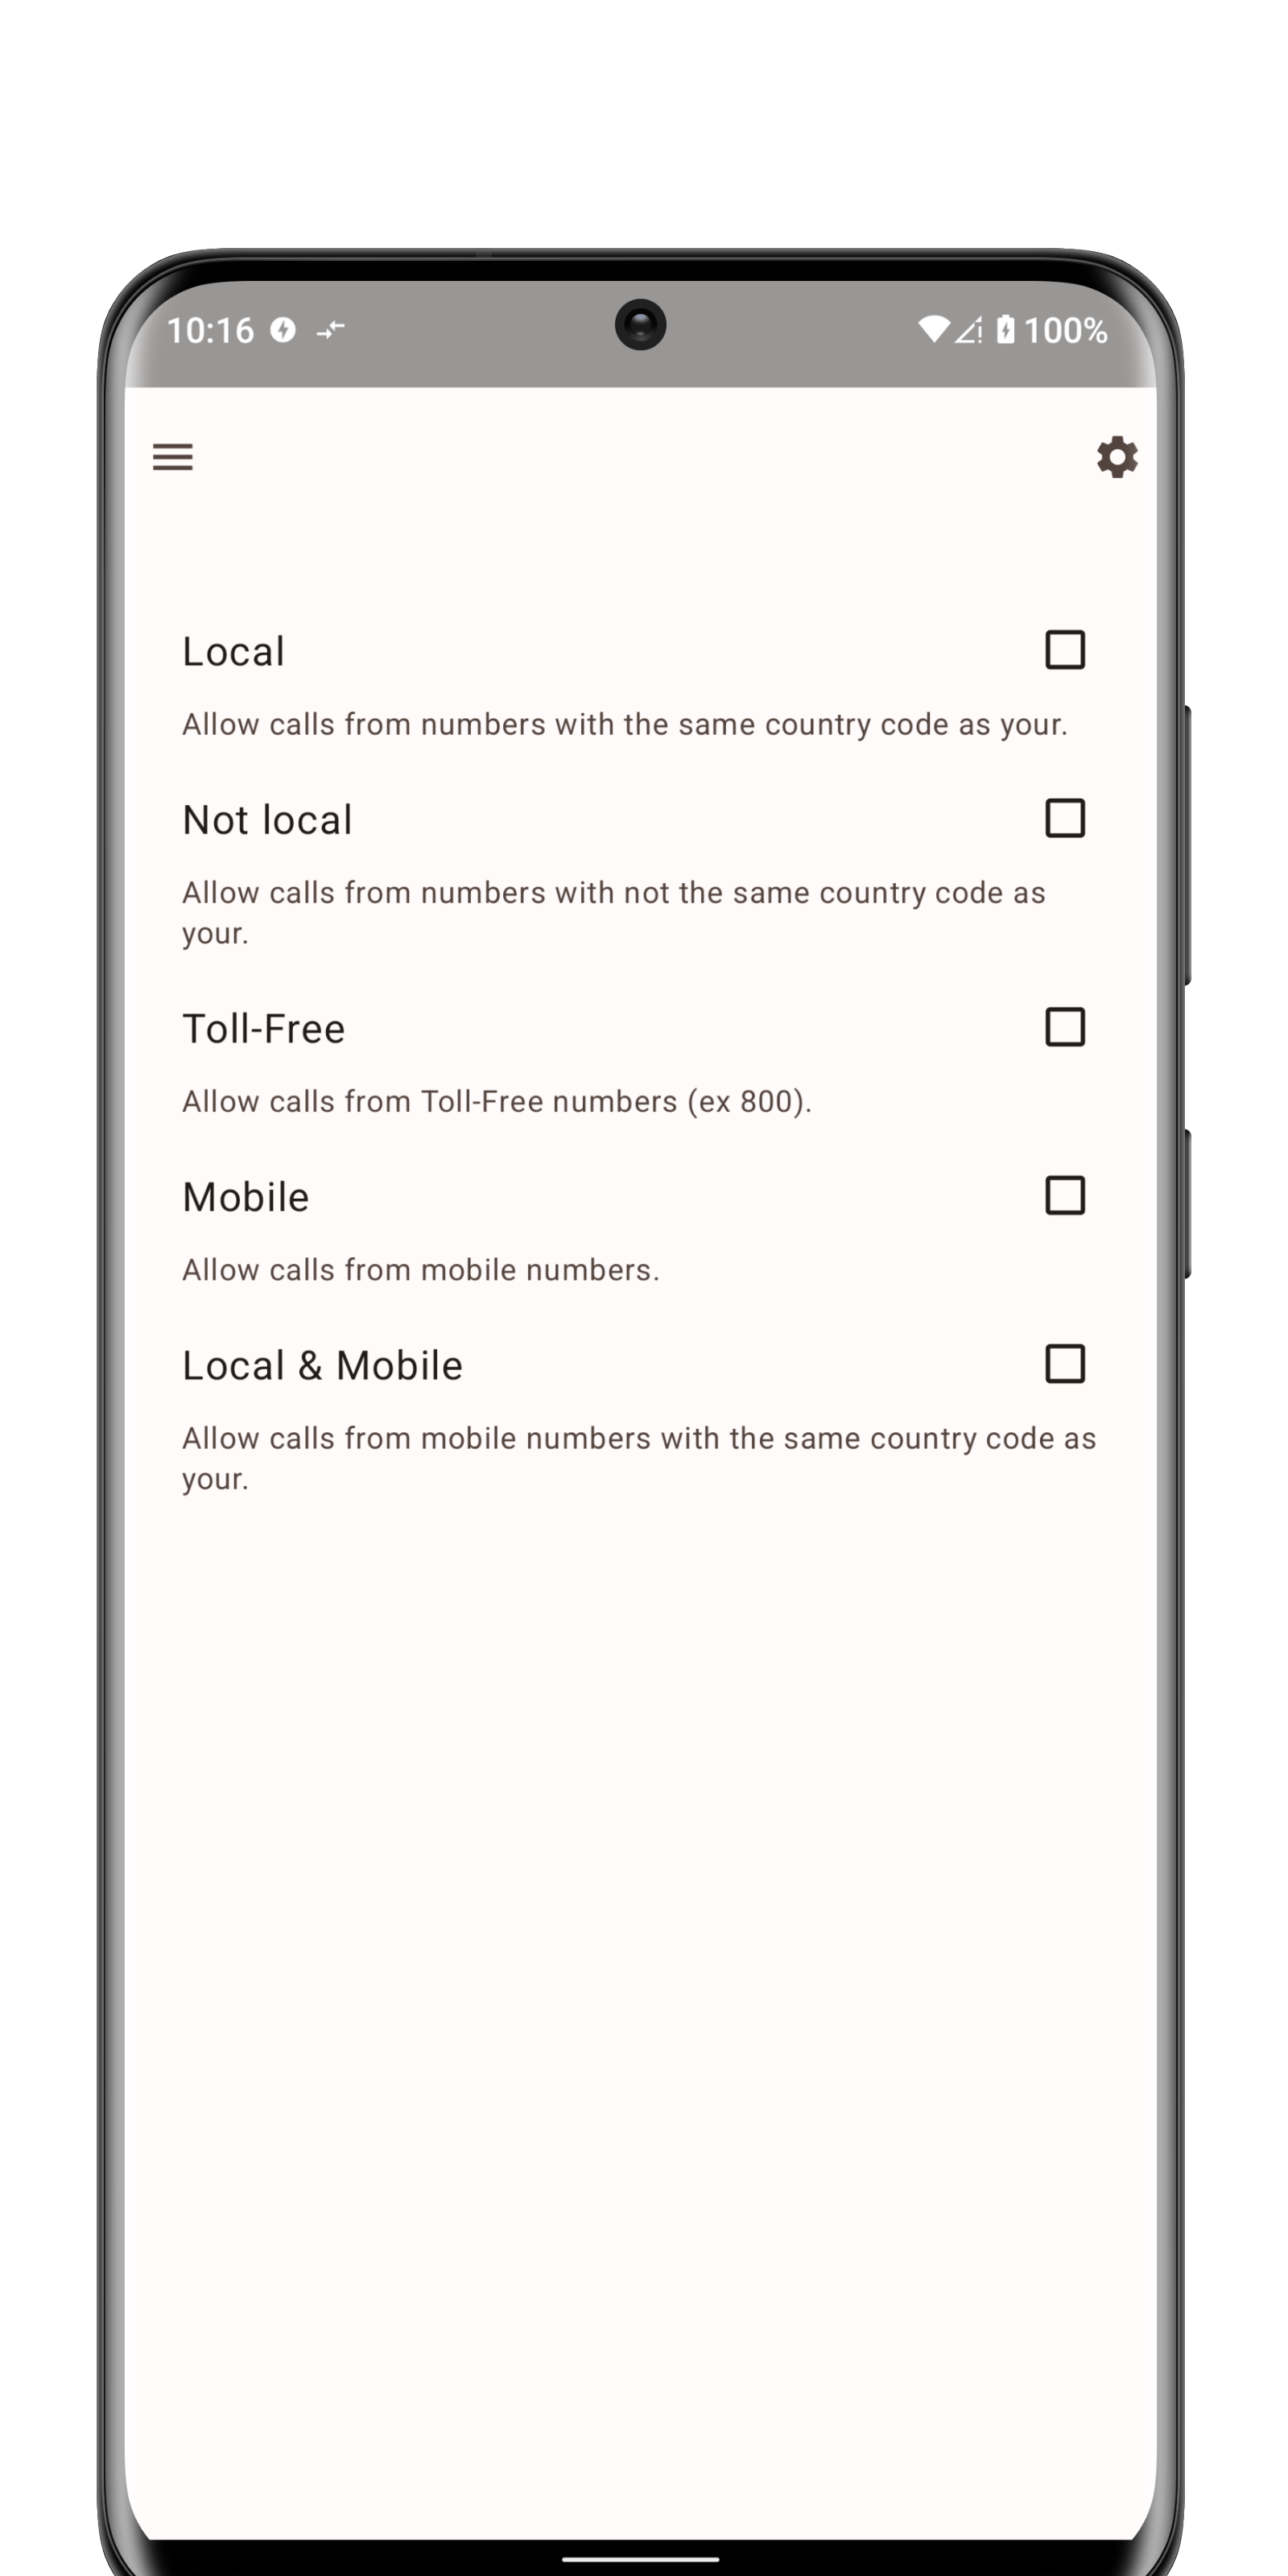 10:16
100%
Local
Allow calls from numbers with the same country code as your.
Not local
Allow calls from numbers with not the same country code as
your.
Toll-Free
Allow calls from Toll-Free numbers (ex 800).
Mobile
Allow calls from mobile numbers.
Local & Mobile
Allow calls from mobile numbers with the same country code as
your.